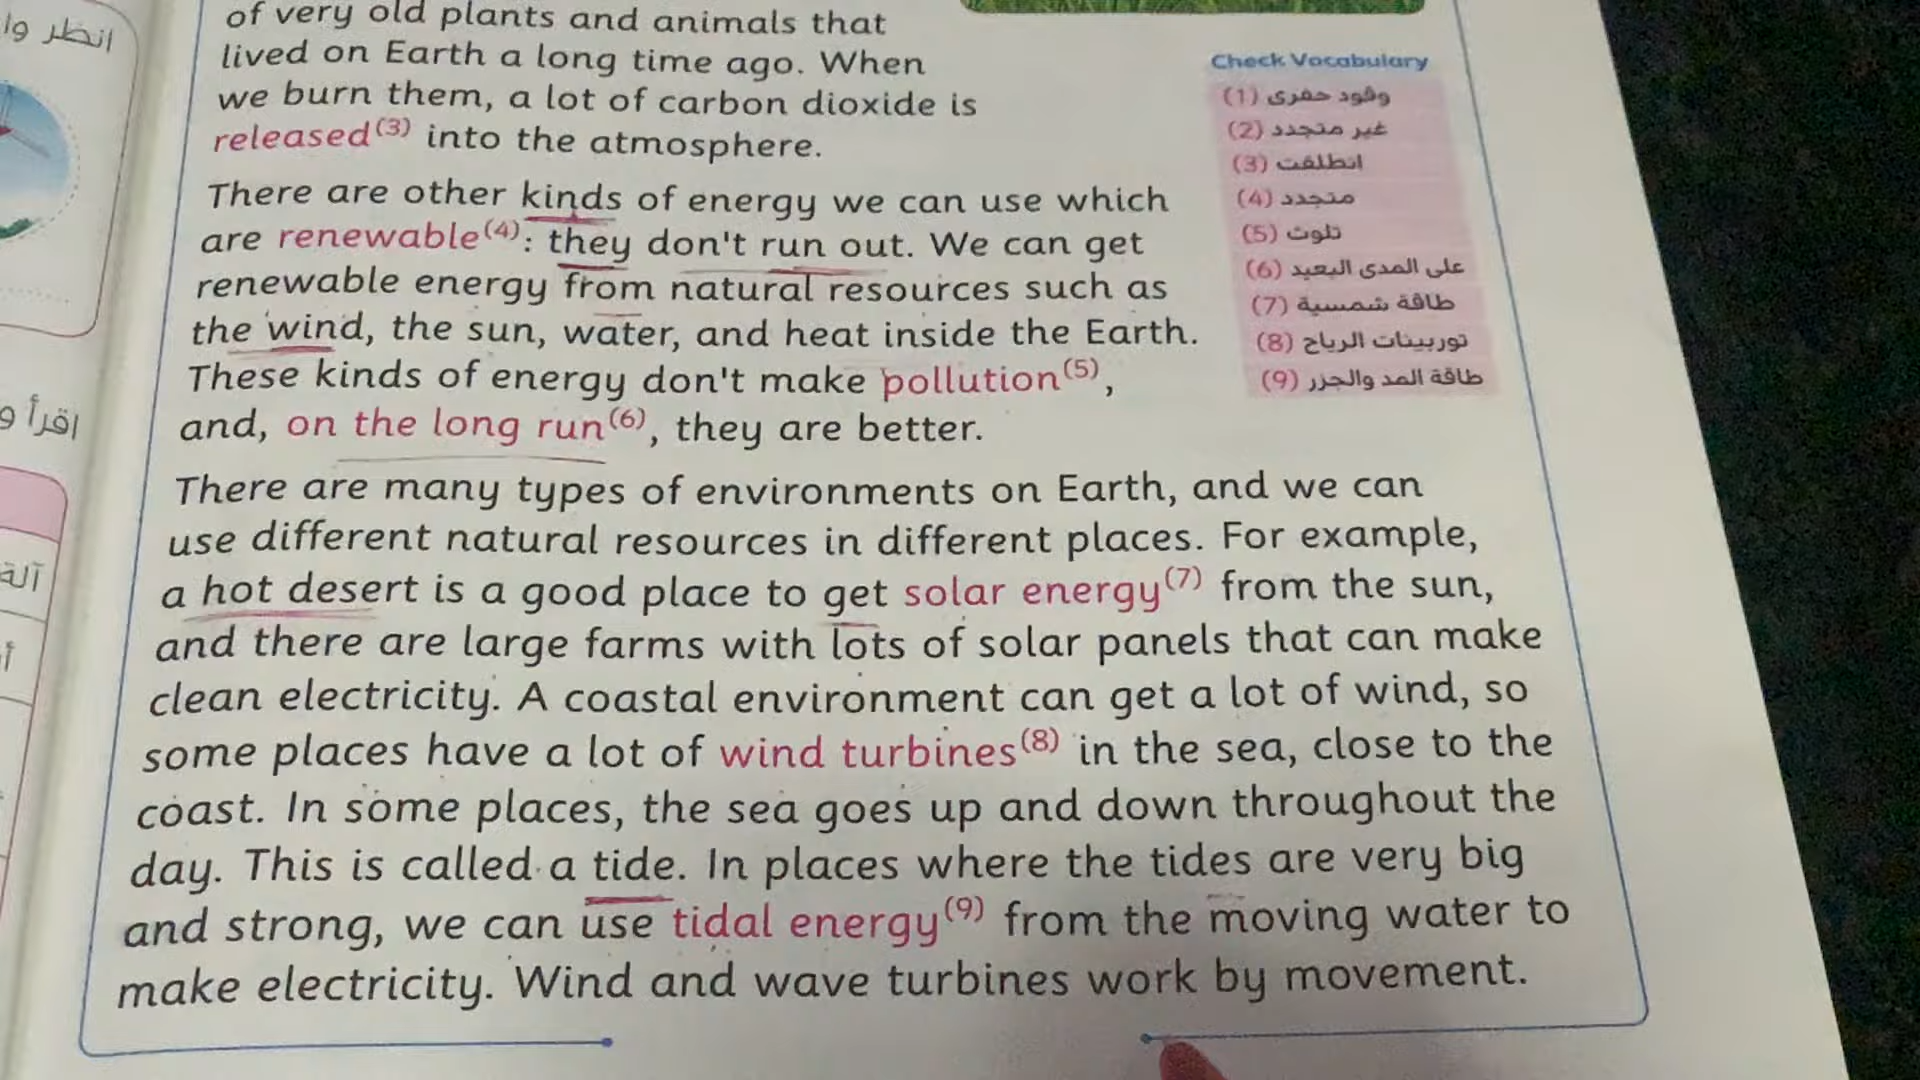 of very old plants and animals that
lived on Earth a long time ago. When
we burn them, a lot of carbon dioxide is
released(3) into the atmosphere.
There are other kinds of energy we can use which
are renewable(4): they don't run out. We can get
renewable energy from natural resources such as
the wind, the sun, water, and heat inside the Earth.
These kinds of energy don't make pollution(5),
and, on the long run(6), they are better.
There are many types of environments on Earth, and we can
use different natural resources in different places. For example,
a hot desert is a good place to get solar energy(7) from the sun,
and there are large farms with lots of solar panels that can make
clean electricity. A coastal environment can get a lot of wind, so
some places have a lot of wind turbines(8) in the sea, close to the
coast. In some places, the sea goes up and down throughout the
day. This is called a tide. In places where the tides are very big
and strong, we can use tidal energy(9) from the moving water to
make electricity. Wind and wave turbines work by movement.
Check Vocabulary
(1) وقود حفرى
(2) غير متجدد
(3) انطلقت
(4) متجدد
(5) تلوث
(6) على المدى البعيد
(7) طاقة شمسية
(8) توربينات الرياح
(9) طاقة المد والجزر
انظر وا
اقرأ و
آلة